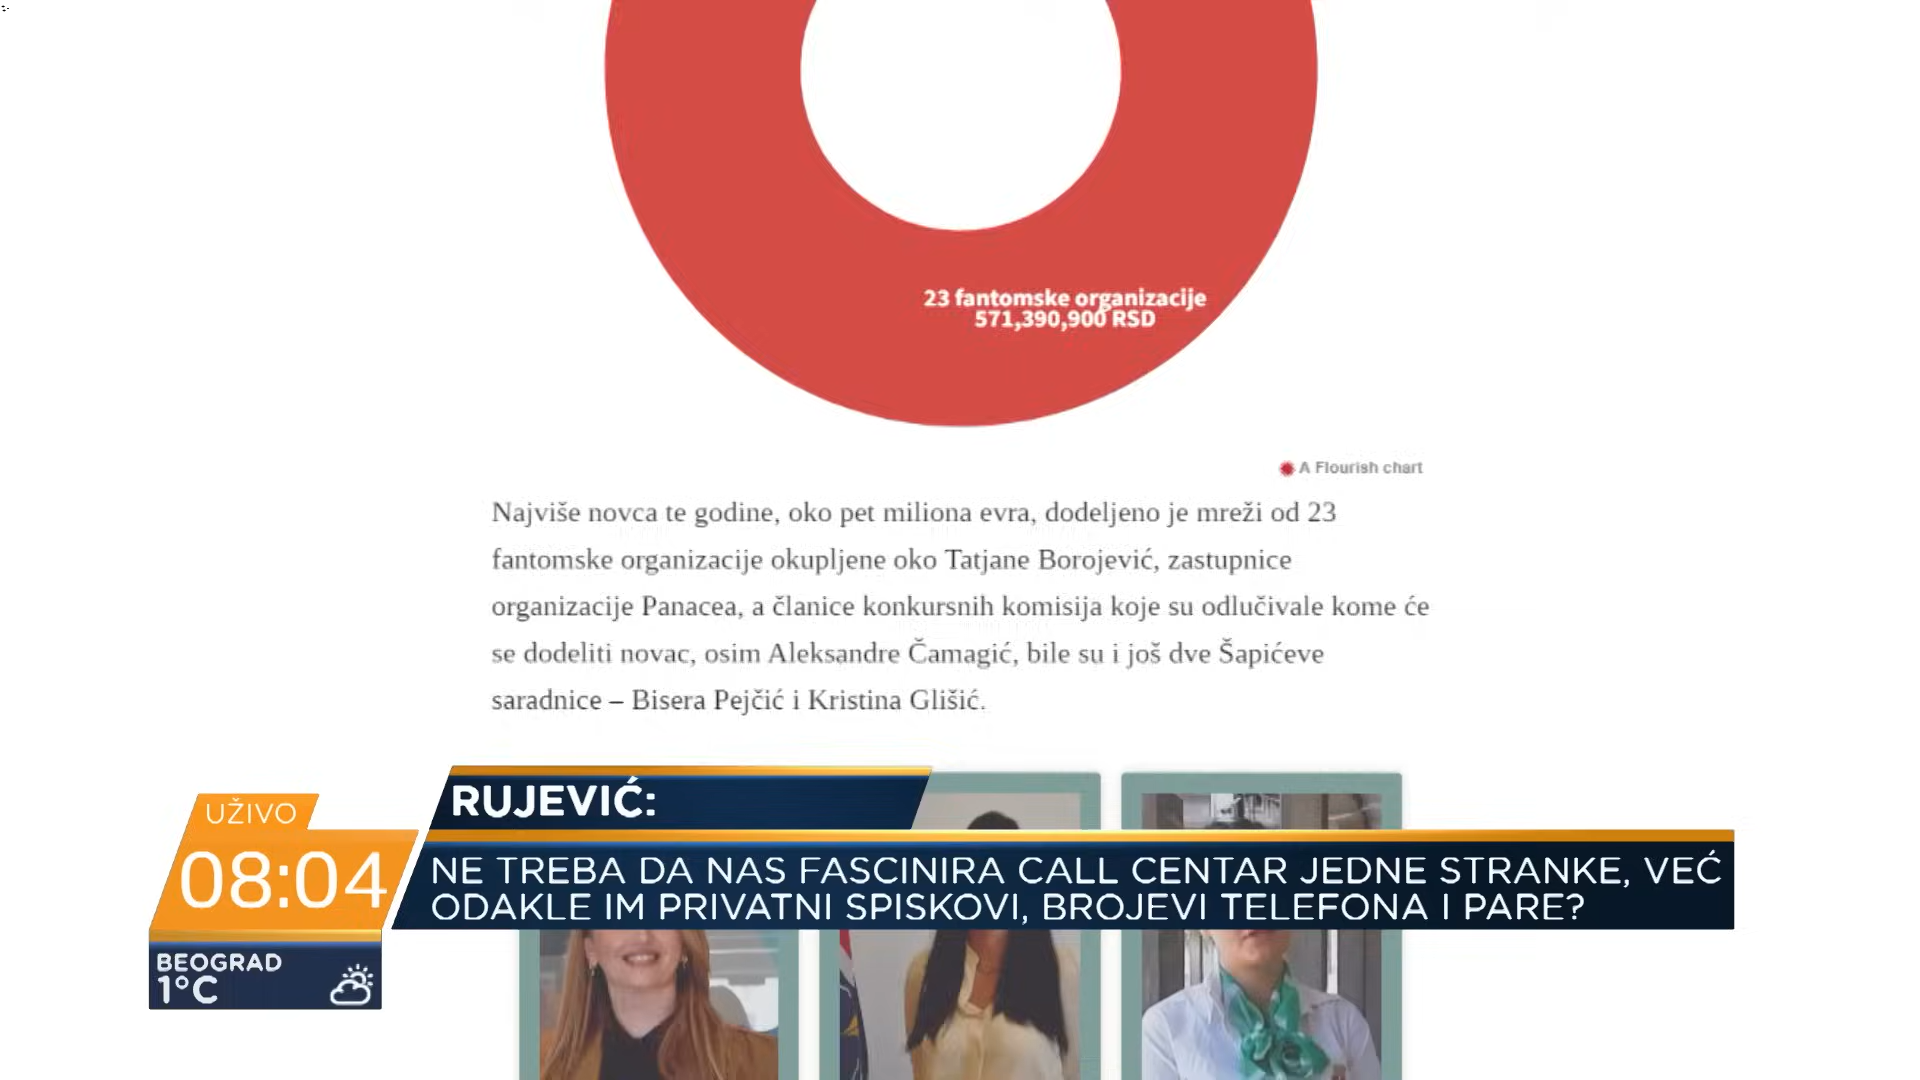 23 fantomske organizacije
571,390,900 RSD
A Flourish chart
Najviše novca te godine, oko pet miliona evra, dodeljeno je mreži od 23
fantomske organizacije okupljene oko Tatjane Borojević, zastupnice
organizacije Panacea, a članice konkursnih komisija koje su odlučivale kome će
se dodeliti novac, osim Aleksandre Čamagić, bile su i još dve Šapićeve
saradnice – Bisera Pejčić i Kristina Glišić.
RUJEVIĆ:
UŽIVO
08:04
NE TREBA DA NAS FASCINIRA CALL CENTAR JEDNE STRANKE, VEĆ
ODAKLE IM PRIVATNI SPISKOVI, BROJEVI TELEFONA I PARE?
BEOGRAD
1°C